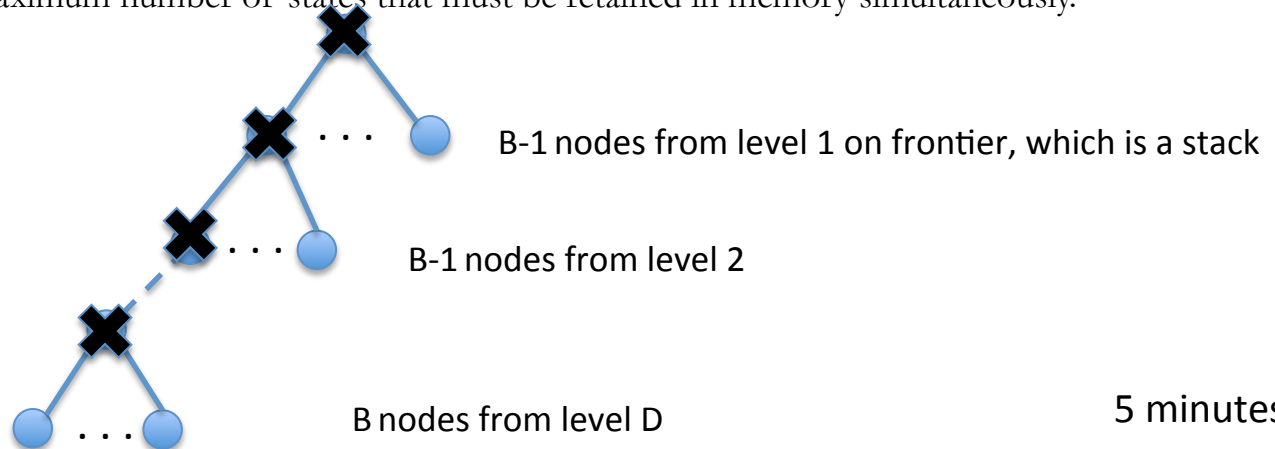 number of states that must be retained in memory simultaneously.
. . .
B-1 nodes from level 1 on frontier, which is a stack
. . .
B-1 nodes from level 2
. . .
B nodes from level D
5 minutes